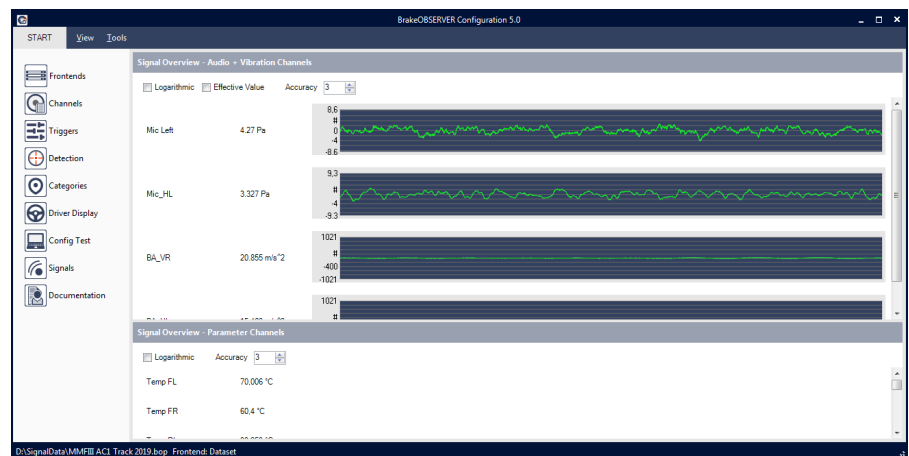 BrakeOBSERVER Configuration 5.0
START View Tools
Signal Overview - Audio + Vibration Channels
Frontends
Logarithmic Effective Value Accuracy 3
Channels
8.6
#
Triggers
Mic Left 4.27 Pa
0
-4
-8.6
Detection
9.3
#
Categories
Mic_HL 3.327 Pa
-4
-9.3
Driver Display
1021
#
Config Test
BA_VR 20.855 m/s^2
-400
-1021
Signals
Documentation
1021
#
Signal Overview - Parameter Channels
Logarithmic Accuracy 3
Temp FL 70,006 °C
Temp FR 60,4 °C
D:\SignalData\MMFIII AC1 Track 2019.bop Frontend: Dataset